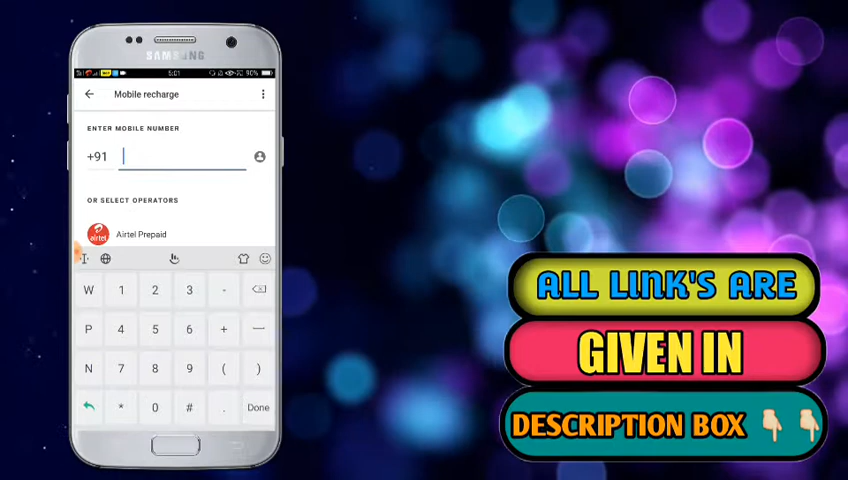 SAMSUNG
5:01
90%
Mobile recharge
ENTER MOBILE NUMBER
+91
OR SELECT OPERATORS
airtel
Airtel Prepaid
W 1 2 3 -
P 4 5 6 +
N 7 8 9 ( )
* 0 # . Done
ALL LINK'S ARE
GIVEN IN
DESCRIPTION BOX 👇🏻 👇🏻